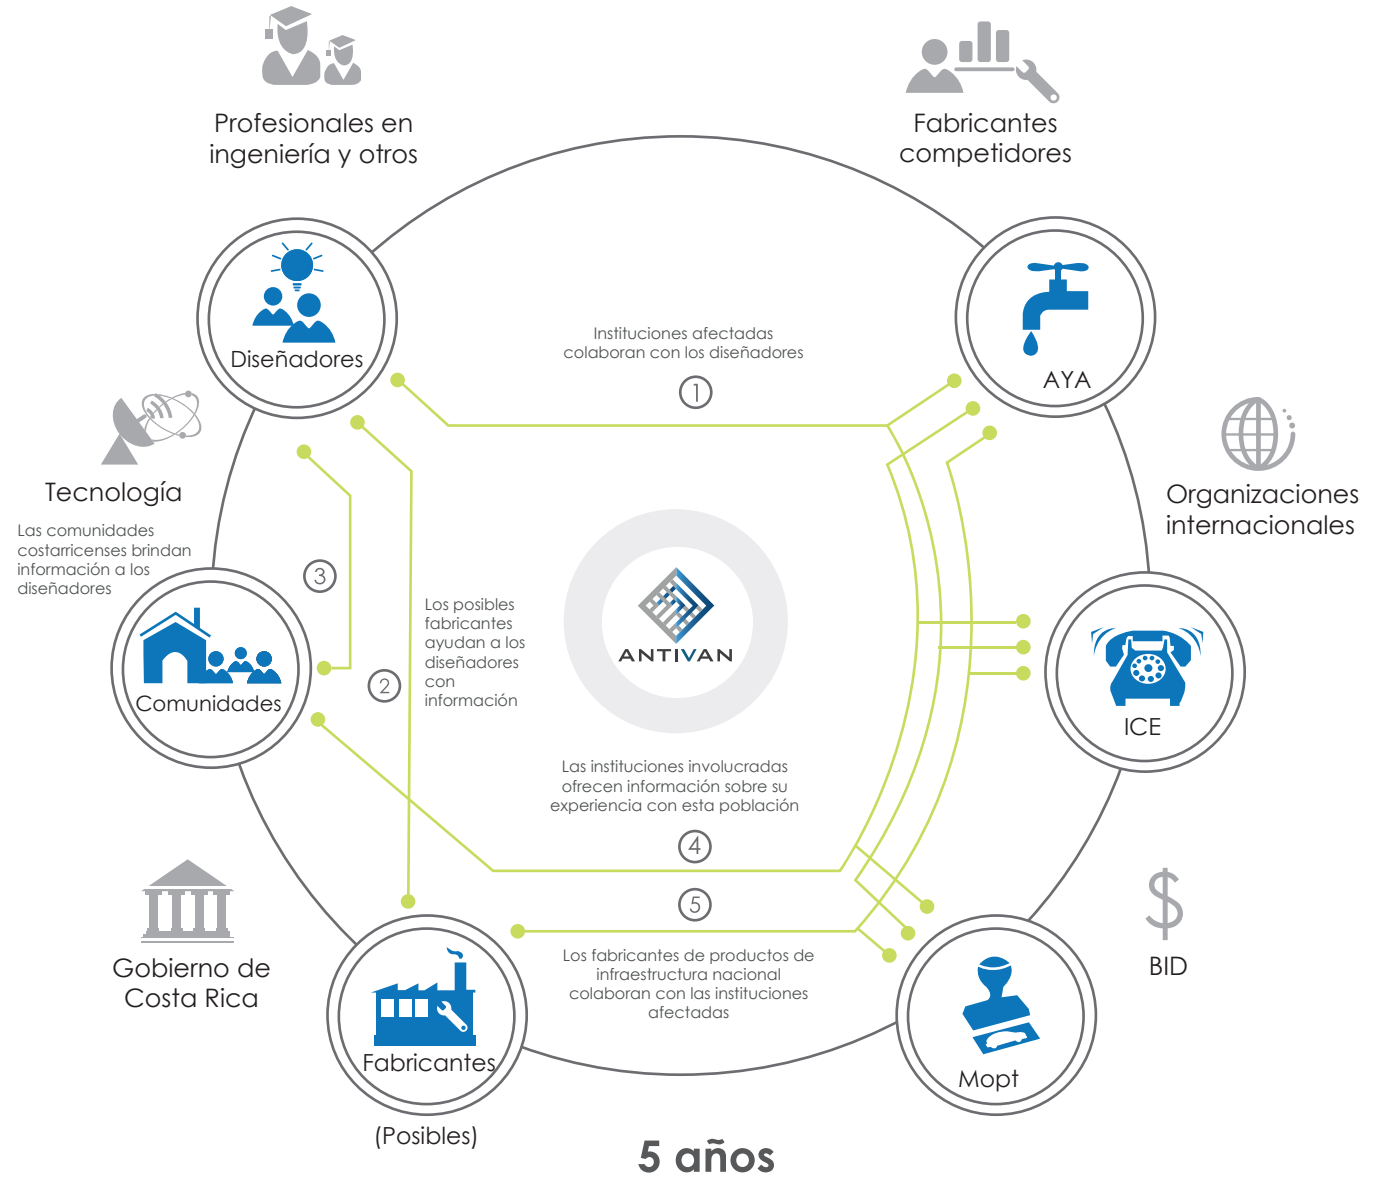 Profesionales en
ingeniería y otros
Fabricantes
competidores
Diseñadores
Instituciones afectadas
colaboran con los diseñadores
1
AYA
Tecnología
Las comunidades
costarricenses brindan
información a los
diseñadores
Organizaciones
internacionales
3
Comunidades
2
Los posibles
fabricantes
ayudan a los
diseñadores
con
información
ANTIVAN
ICE
Las instituciones involucradas
ofrecen información sobre su
experiencia con esta población
4
5
Los fabricantes de productos de
infraestructura nacional
colaboran con las instituciones
afectadas
Gobierno de
Costa Rica
$
BID
Fabricantes
(Posibles)
Mopt
5 años